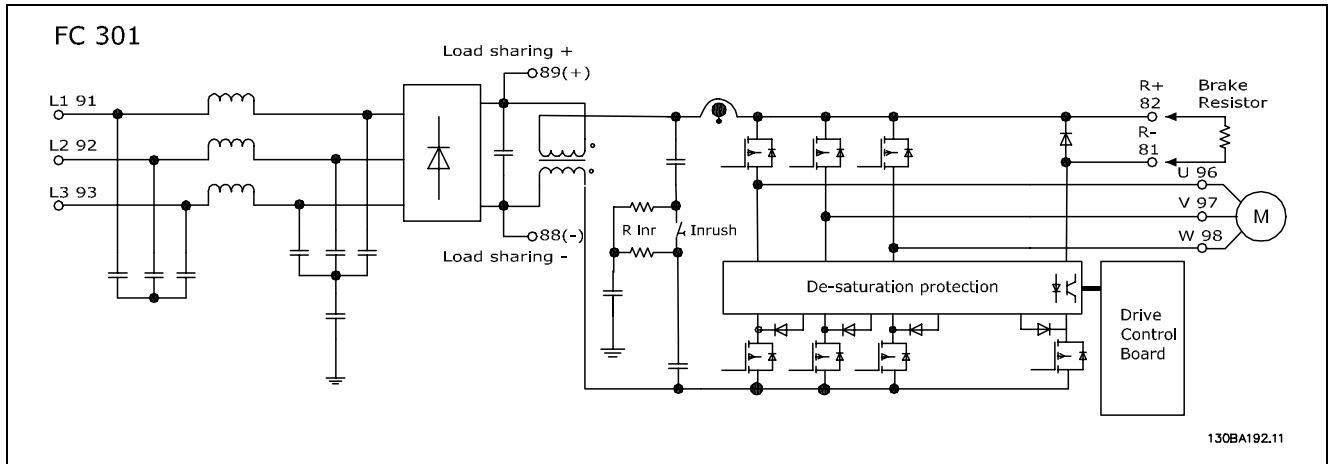 FC 301
Load sharing +
89(+)
R+
82
Brake
Resistor
L1 91
R-
81
L2 92
U 96
L3 93
V 97
M
R Inr
Inrush
88(-)
W 98
Load sharing -
De-saturation protection
Drive
Control
Board
130BA192.11